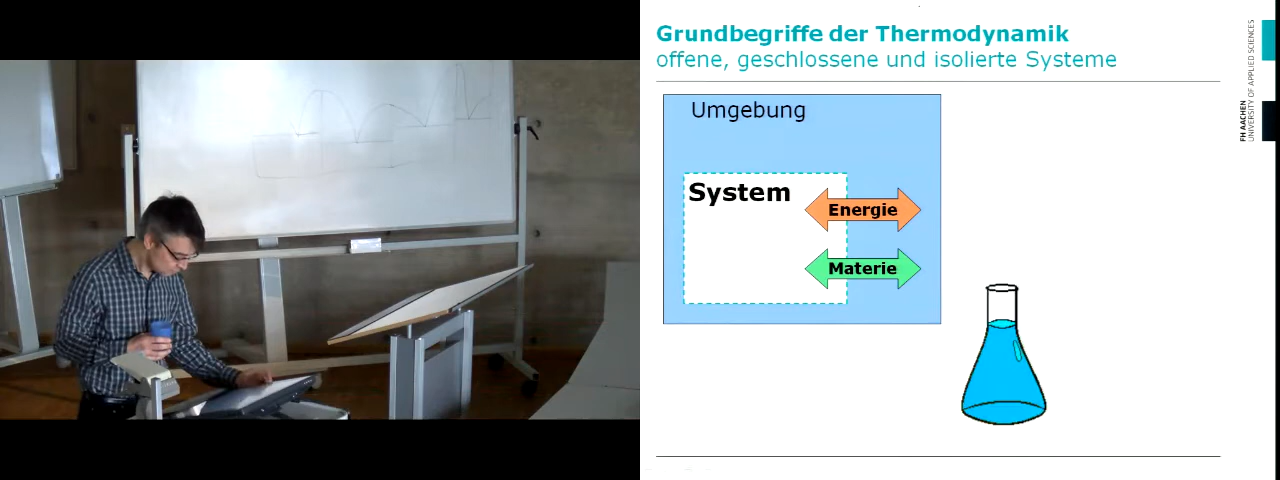 Grundbegriffe der Thermodynamik
offene, geschlossene und isolierte Systeme
Umgebung
System
Energie
Materie
FH AACHEN
UNIVERSITY OF APPLIED SCIENCES